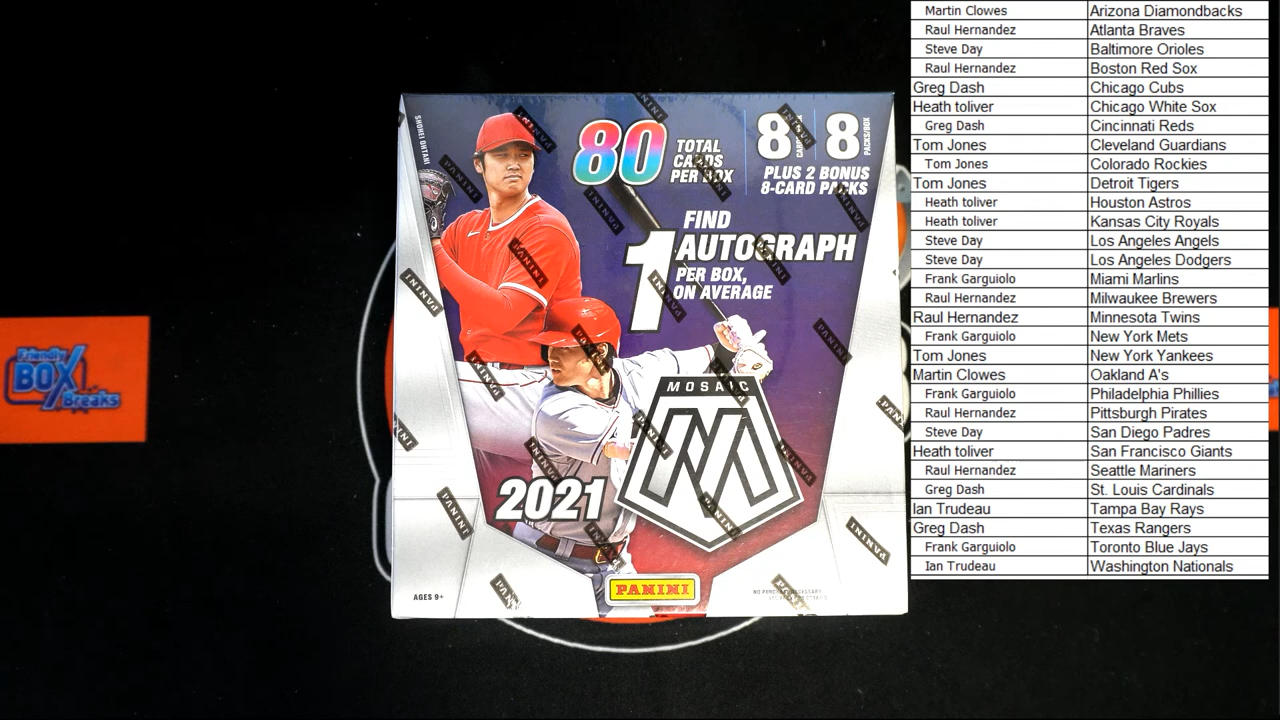 Friendly
BOX
Breaks
SHOHEI OHTANI
80
TOTAL
CARDS
PER BOX
8
8
PACKS/BOX
PLUS 2 BONUS
8-CARD PACKS
FIND
1
AUTOGRAPH
PER BOX,
ON AVERAGE
MOSAIC
M
2021
PANINI
AGES 9+
Martin Clowes Arizona Diamondbacks
Raul Hernandez Atlanta Braves
Steve Day Baltimore Orioles
Raul Hernandez Boston Red Sox
Greg Dash Chicago Cubs
Heath toliver Chicago White Sox
Greg Dash Cincinnati Reds
Tom Jones Cleveland Guardians
Tom Jones Colorado Rockies
Tom Jones Detroit Tigers
Heath toliver Houston Astros
Heath toliver Kansas City Royals
Steve Day Los Angeles Angels
Steve Day Los Angeles Dodgers
Frank Garguiolo Miami Marlins
Raul Hernandez Milwaukee Brewers
Raul Hernandez Minnesota Twins
Frank Garguiolo New York Mets
Tom Jones New York Yankees
Martin Clowes Oakland A's
Frank Garguiolo Philadelphia Phillies
Raul Hernandez Pittsburgh Pirates
Steve Day San Diego Padres
Heath toliver San Francisco Giants
Raul Hernandez Seattle Mariners
Greg Dash St. Louis Cardinals
Ian Trudeau Tampa Bay Rays
Greg Dash Texas Rangers
Frank Garguiolo Toronto Blue Jays
Ian Trudeau Washington Nationals